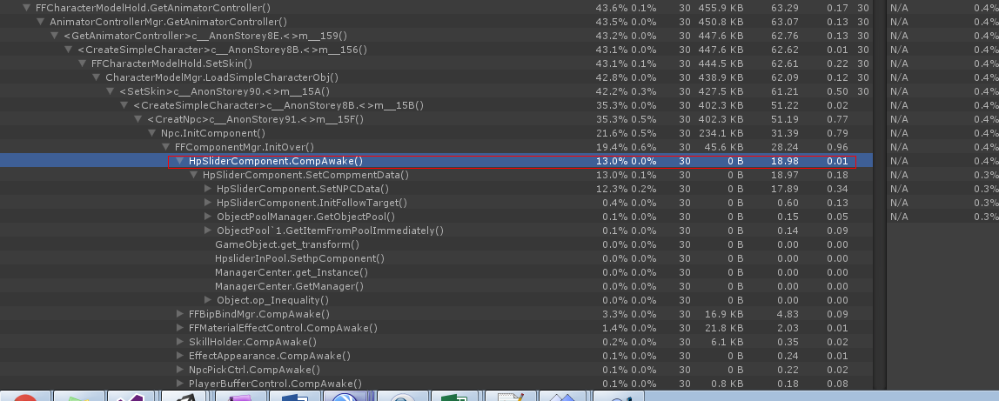 FFCharacterModelHold.GetAnimatorController() 43.6% 0.1% 30 455.9 KB 63.29 0.17 30 N/A 0.4%
AnimatorControllerMgr.GetAnimatorController() 43.5% 0.0% 30 450.8 KB 63.07 0.13 30 N/A 0.4%
<GetAnimatorController>c__AnonStorey8E.<>m__159() 43.2% 0.0% 30 447.6 KB 62.76 0.13 30 N/A 0.4%
<CreateSimpleCharacter>c__AnonStorey8B.<>m__156() 43.1% 0.0% 30 447.6 KB 62.62 0.01 30 N/A 0.4%
FFCharacterModelHold.SetSkin() 43.1% 0.1% 30 444.5 KB 62.61 0.22 30 N/A 0.4%
CharacterModelMgr.LoadSimpleCharacterObj() 42.8% 0.0% 30 438.9 KB 62.09 0.12 30 N/A 0.4%
<SetSkin>c__AnonStorey90.<>m__15A() 42.2% 0.3% 30 427.5 KB 61.21 0.50 30 N/A 0.4%
<CreateSimpleCharacter>c__AnonStorey8B.<>m__15B() 35.3% 0.0% 30 402.3 KB 51.22 0.02 N/A 0.4%
<CreatNpc>c__AnonStorey91.<>m__15F() 35.3% 0.5% 30 402.3 KB 51.19 0.77 N/A 0.4%
Npc.InitComponent() 21.6% 0.5% 30 234.1 KB 31.39 0.79 N/A 0.4%
FFComponentMgr.InitOver() 19.4% 0.6% 30 45.6 KB 28.24 0.96 N/A 0.4%
HpSliderComponent.CompAwake() 13.0% 0.0% 30 0 B 18.98 0.01 N/A 0.4%
HpSliderComponent.SetCompmentData() 13.0% 0.1% 30 0 B 18.97 0.18 N/A 0.3%
HpSliderComponent.SetNPCData() 12.3% 0.2% 30 0 B 17.89 0.34 N/A 0.3%
HpSliderComponent.InitFollowTarget() 0.4% 0.0% 30 0 B 0.60 0.13 N/A 0.3%
ObjectPoolManager.GetObjectPool() 0.1% 0.0% 30 0 B 0.15 0.05 N/A 0.3%
ObjectPool`1.GetItemFromPoolImmediately() 0.1% 0.0% 30 0 B 0.14 0.09
GameObject.get_transform() 0.0% 0.0% 30 0 B 0.00 0.00
HpsliderInPool.SethpComponent() 0.0% 0.0% 30 0 B 0.00 0.00
ManagerCenter.get_Instance() 0.0% 0.0% 30 0 B 0.00 0.00
ManagerCenter.GetManager() 0.0% 0.0% 30 0 B 0.00 0.00
Object.op_Inequality() 0.0% 0.0% 30 0 B 0.00 0.00
FFBipBindMgr.CompAwake() 3.3% 0.0% 30 16.9 KB 4.83 0.09
FFMaterialEffectControl.CompAwake() 1.4% 0.0% 30 21.8 KB 2.03 0.01
SkillHolder.CompAwake() 0.2% 0.0% 30 6.1 KB 0.35 0.02
EffectAppearance.CompAwake() 0.1% 0.0% 30 0 B 0.24 0.01
NpcPickCtrl.CompAwake() 0.1% 0.0% 30 0 B 0.22 0.02
PlayerBufferControl.CompAwake() 0.1% 0.0% 30 0.8 KB 0.18 0.08